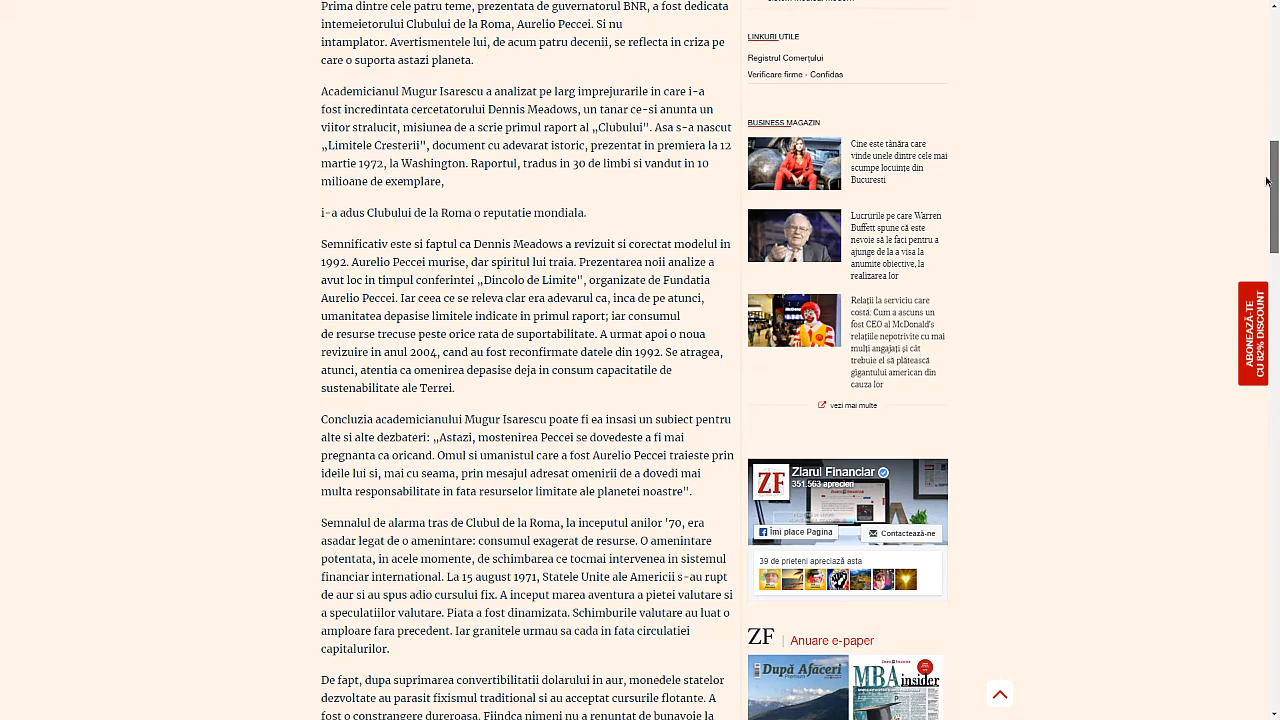 Prima dintre cele patru teme, prezentata de guvernatorul BNR, a fost dedicata
intemeietorului Clubului de la Roma, Aurelio Peccei. Si nu
intamplator. Avertismentele lui, de acum patru decenii, se reflecta in criza pe
care o suporta astazi planeta.
Academicianul Mugur Isarescu a analizat pe larg imprejurarile in care i-a
fost incredintata cercetatorului Dennis Meadows, un tanar ce-si anunta un
viitor stralucit, misiunea de a scrie primul raport al „Clubului". Asa s-a nascut
„Limitele Cresterii", document cu adevarat istoric, prezentat in premiera la 12
martie 1972, la Washington. Raportul, tradus in 30 de limbi si vandut in 10
milioane de exemplare,
i-a adus Clubului de la Roma o reputatie mondiala.
Semnificativ este si faptul ca Dennis Meadows a revizuit si corectat modelul in
1992. Aurelio Peccei murise, dar spiritul lui traia. Prezentarea noii analize a
avut loc in timpul conferintei „Dincolo de Limite", organizate de Fundatia
Aurelio Peccei. Iar ceea ce se releva clar era adevarul ca, inca de pe atunci,
umanitatea depasise limitele indicate in primul raport; iar consumul
de resurse trecuse peste orice rata de suportabilitate. A urmat apoi o noua
revizuire in anul 2004, cand au fost reconfirmate datele din 1992. Se atragea,
atunci, atentia ca omenirea depasise deja in consum capacitatile de
sustenabilitate ale Terrei.
Concluzia academicianului Mugur Isarescu poate fi ea insasi un subiect pentru
alte si alte dezbateri: „Astazi, mostenirea Peccei se dovedeste a fi mai
pregnanta ca oricand. Omul si umanistul care a fost Aurelio Peccei traieste prin
ideile lui si, mai cu seama, prin mesajul adresat omenirii de a dovedi mai
multa responsabilitate in fata resurselor limitate ale planetei noastre".
Semnalul de alarma tras de Clubul de la Roma, la inceputul anilor '70, era
asadar legat de o amenintare: consumul exagerat de resurse. O amenintare
potentata, in acele momente, de schimbarea ce tocmai intervenea in sistemul
financiar international. La 15 august 1971, Statele Unite ale Americii s-au rupt
de aur si au spus adio cursului fix. A inceput marea aventura a pietei valutare si
a speculatiilor valutare. Piata a fost dinamizata. Schimburile valutare au luat o
amploare fara precedent. Iar granitele urmau sa cada in fata circulatiei
capitalurilor.
De fapt, dupa suprimarea convertibilitatii dolarului in aur, monedele statelor
dezvoltate au parasit fixismul traditional si au acceptat cursurile flotante. A
fost o constrangere dureroasa. Fiindca nimeni nu a renuntat de bunavoie la
LINKURI UTILE
Registrul Comerțului
Verificare firme - Confidas
BUSINESS MAGAZIN
Cine este tânăra care
vinde unele dintre cele mai
scumpe locuințe din
Bucuresti
Lucrurile pe care Warren
Buffett spune că este
nevoie să le faci pentru a
ajunge de la a visa la
anumite obiective, la
realizarea lor
Relații la serviciu care
costă: Cum a ascuns un
fost CEO al McDonald's
relațiile nepotrivite cu mai
mulți angajați și cât
trebuie el să plătească
gigantului american din
cauza lor
vezi mai multe
ZF
Ziarul Financiar
351.563 aprecieri
Îmi place Pagina
Contactează-ne
39 de prieteni apreciază asta
ZF | Anuare e-paper
După Afaceri
Premium
MBA
insider
ABONEAZĂ-TE
CU 82% DISCOUNT